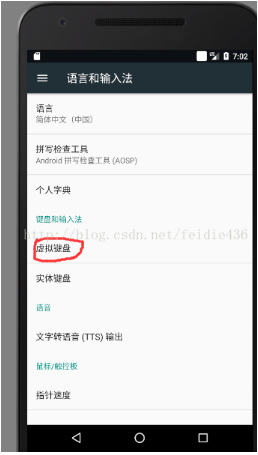 7:02
语言和输入法
语言
简体中文（中国）
拼写检查工具
Android 拼写检查工具 (AOSP)
个人字典
键盘和输入法
http://blog.csdn.net/feidie436
虚拟键盘
实体键盘
语音
文字转语音 (TTS) 输出
鼠标/触控板
指针速度